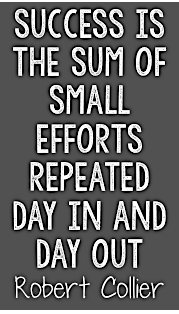 SUCCESS IS
THE SUM OF
SMALL
EFFORTS
REPEATED
DAY IN AND
DAY OUT
Robert Collier